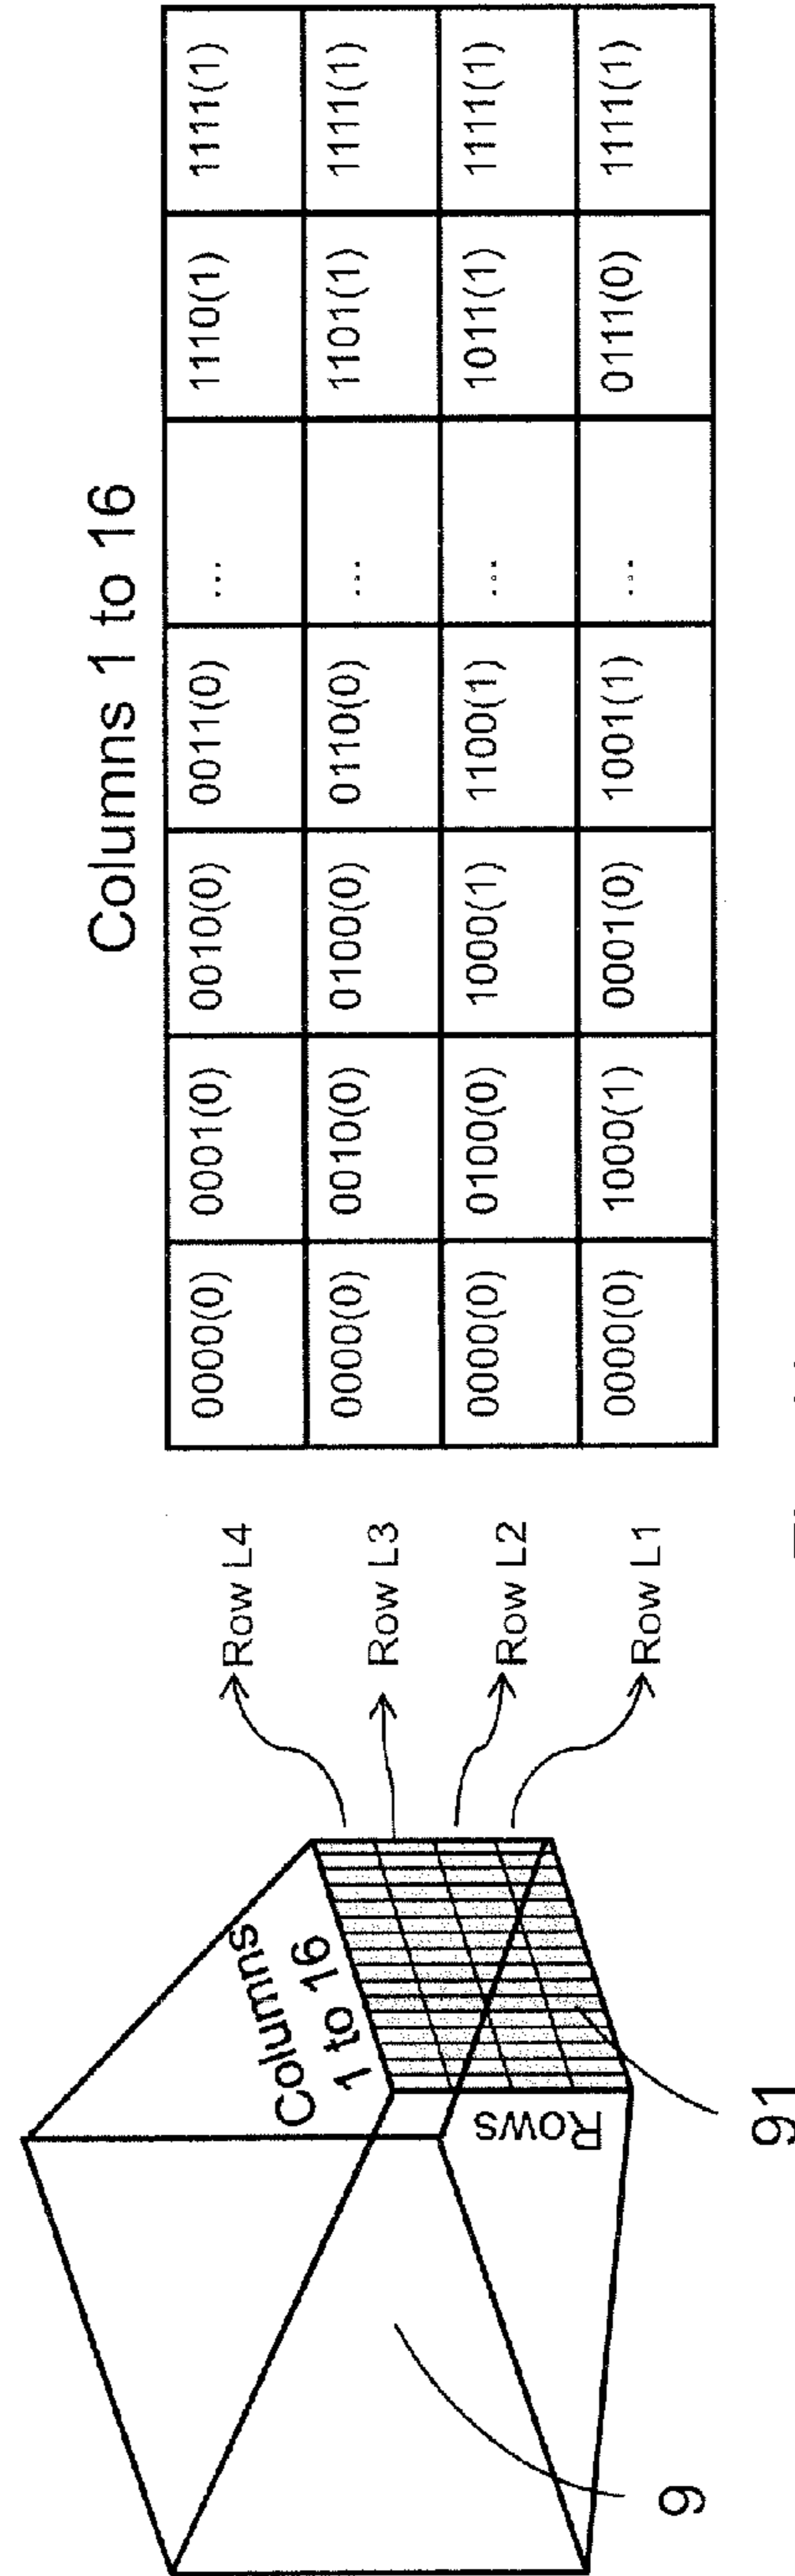 Columns 1 to 16
0000(0) 0001(0) 0010(0) 0011(0) ... 1110(1) 1111(1)
0000(0) 0010(0) 0100(0) 0110(0) ... 1101(1) 1111(1)
0000(0) 0100(0) 1000(1) 1100(1) ... 1011(1) 1111(1)
0000(0) 1000(1) 0001(0) 1001(1) ... 0111(0) 1111(1)
Row L4
Row L3
Row L2
Row L1
Columns
1 to 16
Rows
9
91